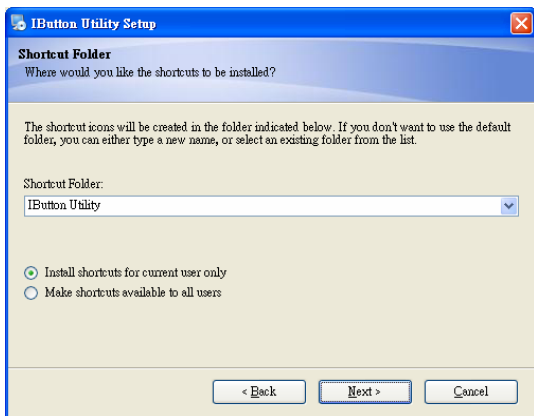 IButton Utility Setup
Shortcut Folder
Where would you like the shortcuts to be installed?
The shortcut icons will be created in the folder indicated below. If you don't want to use the default
folder, you can either type a new name, or select an existing folder from the list.
Shortcut Folder:
IButton Utility
Install shortcuts for current user only
Make shortcuts available to all users
< Back
Next >
Cancel